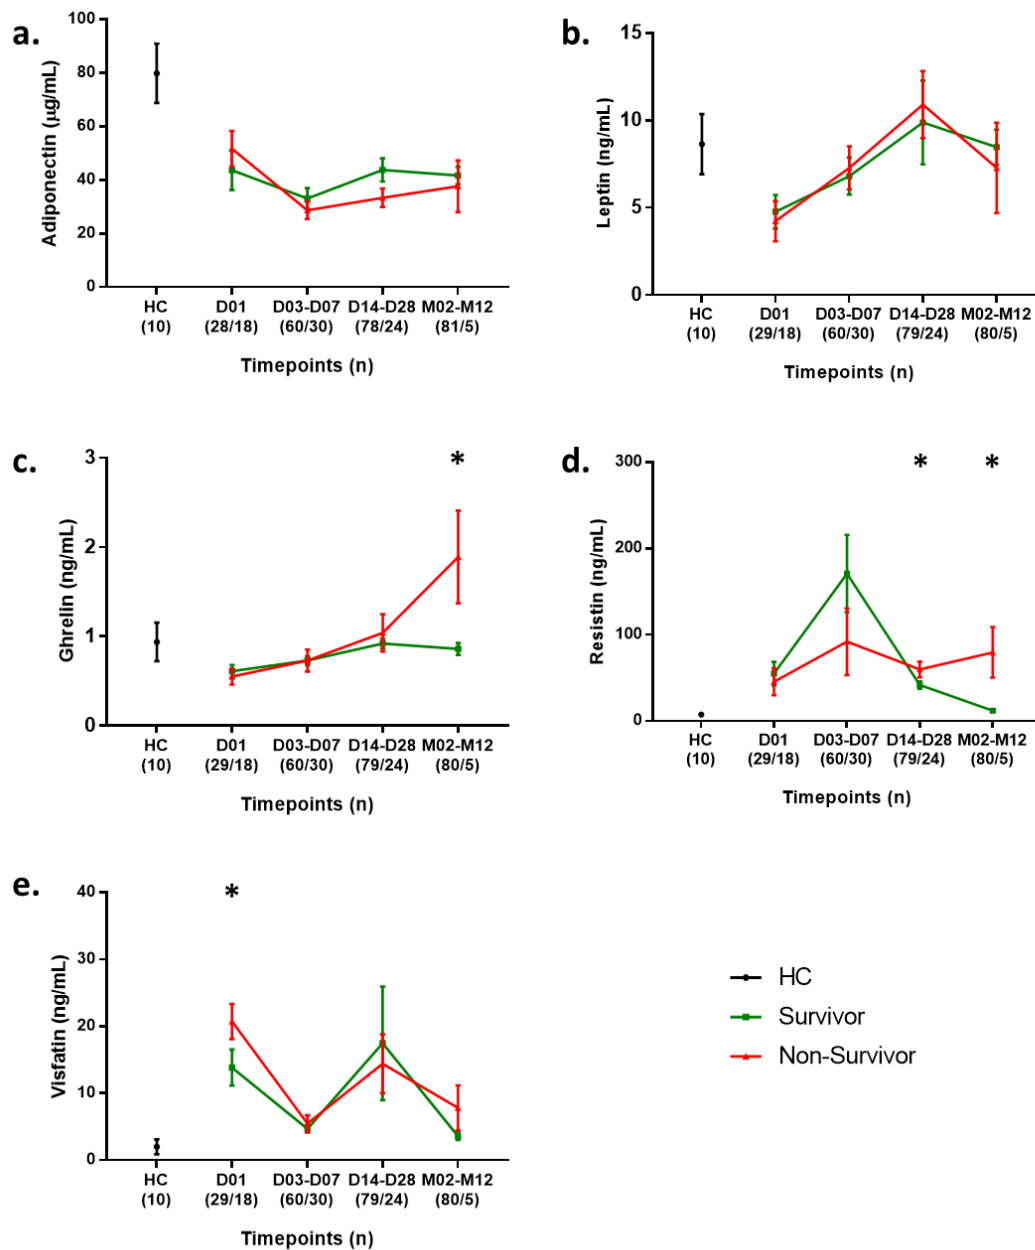 a.
Adiponectin (µg/mL)
100
80
60
40
20
0
HC D01 D03-D07 D14-D28 M02-M12
(10) (28/18) (60/30) (78/24) (81/5)
Timepoints (n)
b.
Leptin (ng/mL)
15
10
5
0
HC D01 D03-D07 D14-D28 M02-M12
(10) (29/18) (60/30) (79/24) (80/5)
Timepoints (n)
c.
Ghrelin (ng/mL)
3
2
1
0
*
HC D01 D03-D07 D14-D28 M02-M12
(10) (29/18) (60/30) (79/24) (80/5)
Timepoints (n)
d.
Resistin (ng/mL)
300
200
100
0
* *
HC D01 D03-D07 D14-D28 M02-M12
(10) (29/18) (60/30) (79/24) (80/5)
Timepoints (n)
e.
Visfatin (ng/mL)
40
30
20
10
0
*
HC D01 D03-D07 D14-D28 M02-M12
(10) (29/18) (60/30) (79/24) (80/5)
Timepoints (n)
HC
Survivor
Non-Survivor